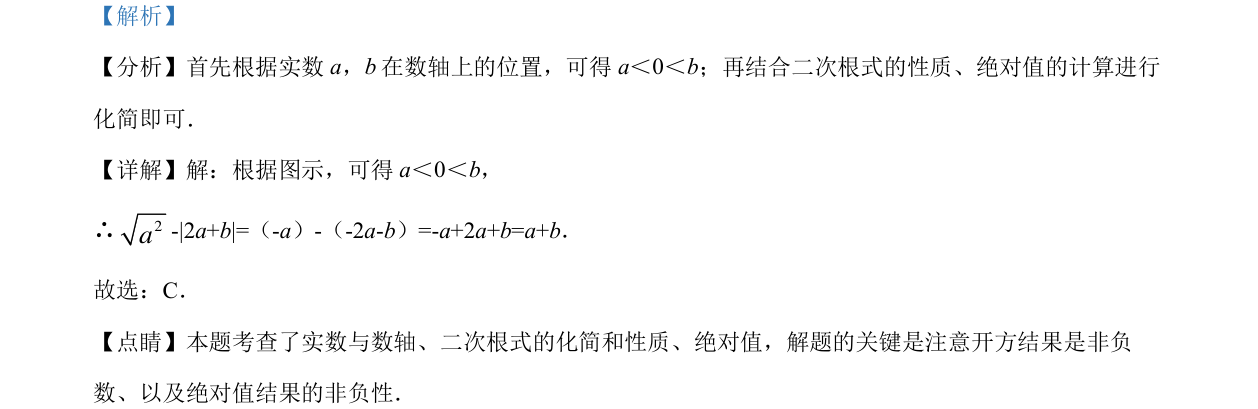 【解析】
【分析】首先根据实数 a，b 在数轴上的位置，可得 a＜0＜b；再结合二次根式的性质、绝对值的计算进行
化简即可．
【详解】解：根据图示，可得 a＜0＜b，
∴ √a² -|2a+b|=（-a）-（-2a-b）=-a+2a+b=a+b．
故选：C．
【点睛】本题考查了实数与数轴、二次根式的化简和性质、绝对值，解题的关键是注意开方结果是非负
数、以及绝对值结果的非负性．